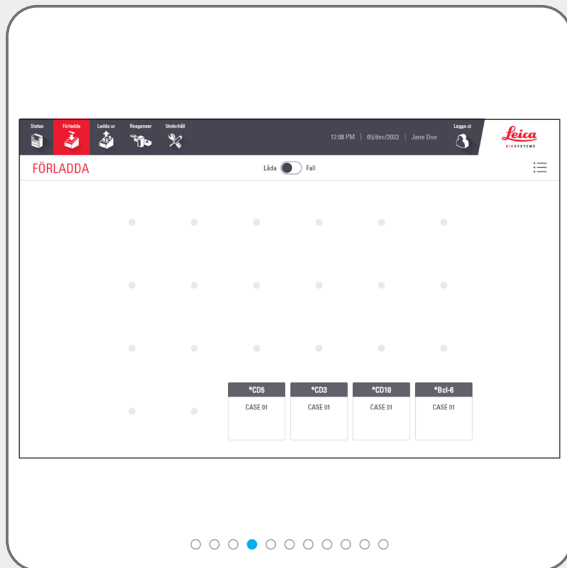 Status Förladda Ladda ur Reagenser Underhåll
12:08 PM | 05/dec/2022 | Jane Doe
Logga ut
Leica
BIOSYSTEMS
FÖRLADDA
Låda Fall
*CD5 *CD3 *CD10 *Bcl-6
CASE 01 CASE 01 CASE 01 CASE 01